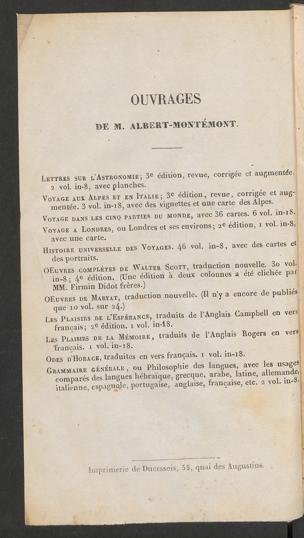 OUVRAGES
DE M. ALBERT-MONTÉMONT.
LETTRES SUR L'ASTRONOMIE; 3e édition, revue, corrigée et augmentée.
2 vol. in-8, avec planches.
VOYAGE AUX ALPES ET EN ITALIE; 3e édition, revue, corrigée et aug-
mentée. 3 vol. in-18, avec des vignettes et une carte des Alpes.
VOYAGE DANS LES CINQ PARTIES DU MONDE, avec 36 cartes. 6 vol. in-18.
VOYAGE A LONDRES, ou Londres et ses environs; 2e édition, 1 vol. in-8,
avec une carte.
HISTOIRE UNIVERSELLE DES VOYAGES. 46 vol. in-8, avec des cartes et
des portraits.
OEUVRES COMPLÈTES DE WALTER SCOTT, traduction nouvelle. 30 vol.
in-8; 4e édition. (Une édition à deux colonnes a été clichée par
MM. Firmin Didot frères.)
OEUVRES DE MARYAT, traduction nouvelle. (Il n'y a encore de publiés
que 10 vol. sur 24.)
LES PLAISIRS DE L'ESPÉRANCE, traduits de l'Anglais Campbell en vers
français; 2e édition. 1 vol. in-18.
LES PLAISIRS DE LA MÉMOIRE, traduits de l'Anglais Rogers en vers
français. 1 vol. in-18.
ODES D'HORACE, traduites en vers français. 1 vol. in-18.
GRAMMAIRE GÉNÉRALE, ou Philosophie des langues, avec les usages
comparés des langues hébraïque, grecque, arabe, latine, allemande,
italienne, espagnole, portugaise, anglaise, française, etc. 2 vol. in-8.
Imprimerie de Ducessois, 55, quai des Augustins.